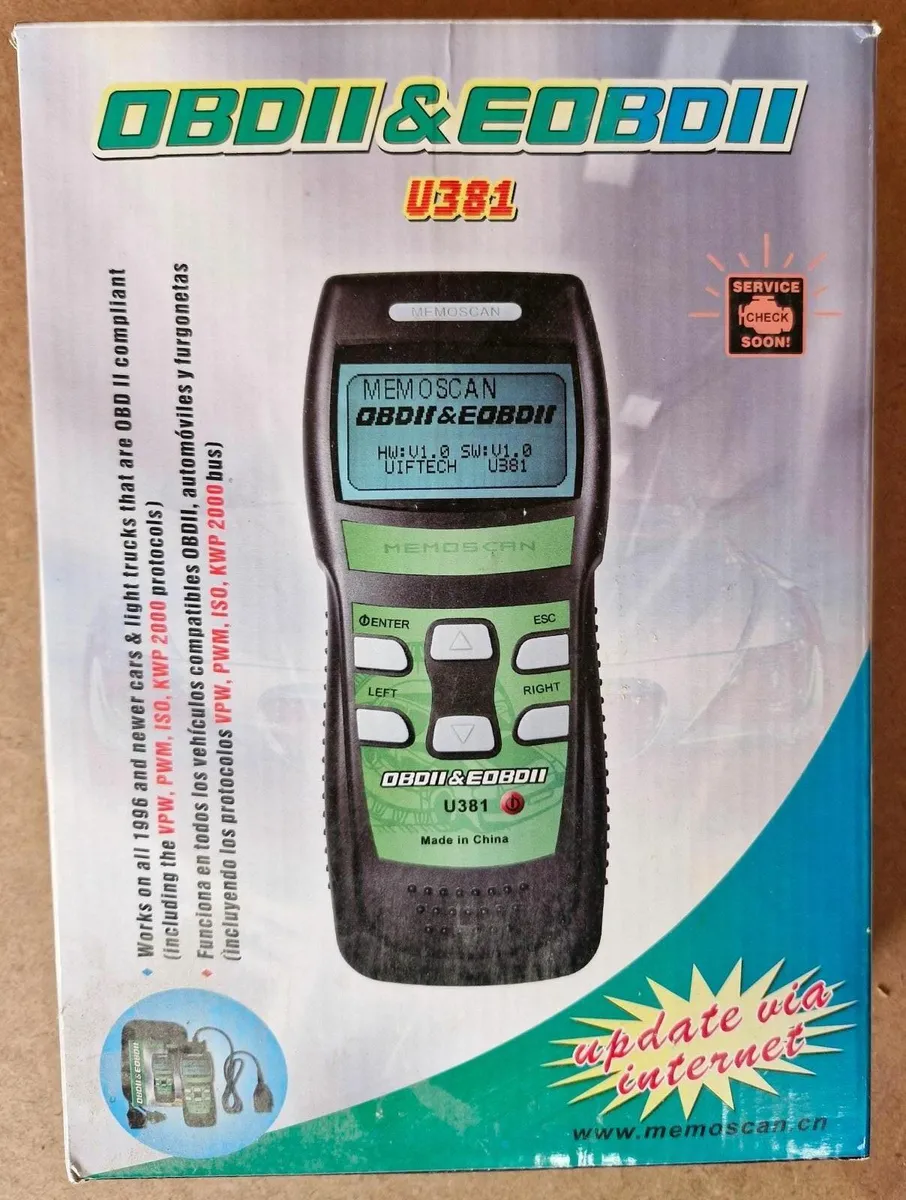 OBDII & EOBDII
U381
SERVICE
CHECK
SOON!
MEMOSCAN
MEMOSCAN
OBDII & EOBDII
HW:V1.0 SW:V1.0
UIFTECH U381
MEMOSCAN
ENTER
ESC
LEFT
RIGHT
OBDII & EOBDII
U381
Made in China
Works on all 1996 and newer cars & light trucks that are OBD II compliant
(including the VPW, PWM, ISO, KWP 2000 protocols)
Funciona en todos los vehículos compatibles OBDII, automóviles y furgonetas
(incluyendo los protocolos VPW, PWM, ISO, KWP 2000 bus)
OBDII & EOBDII
update via
internet
www.memoscan.cn